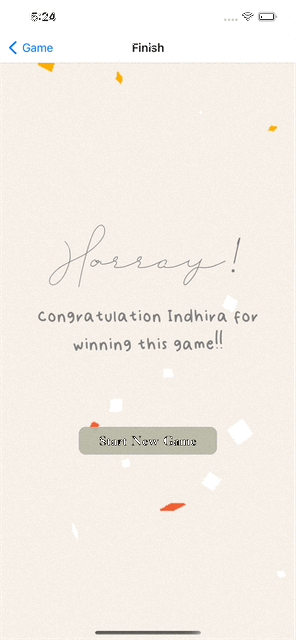 5:24
Game
Finish
Horray!
Congratulation Indhira for
winning this game!!
Start New Game